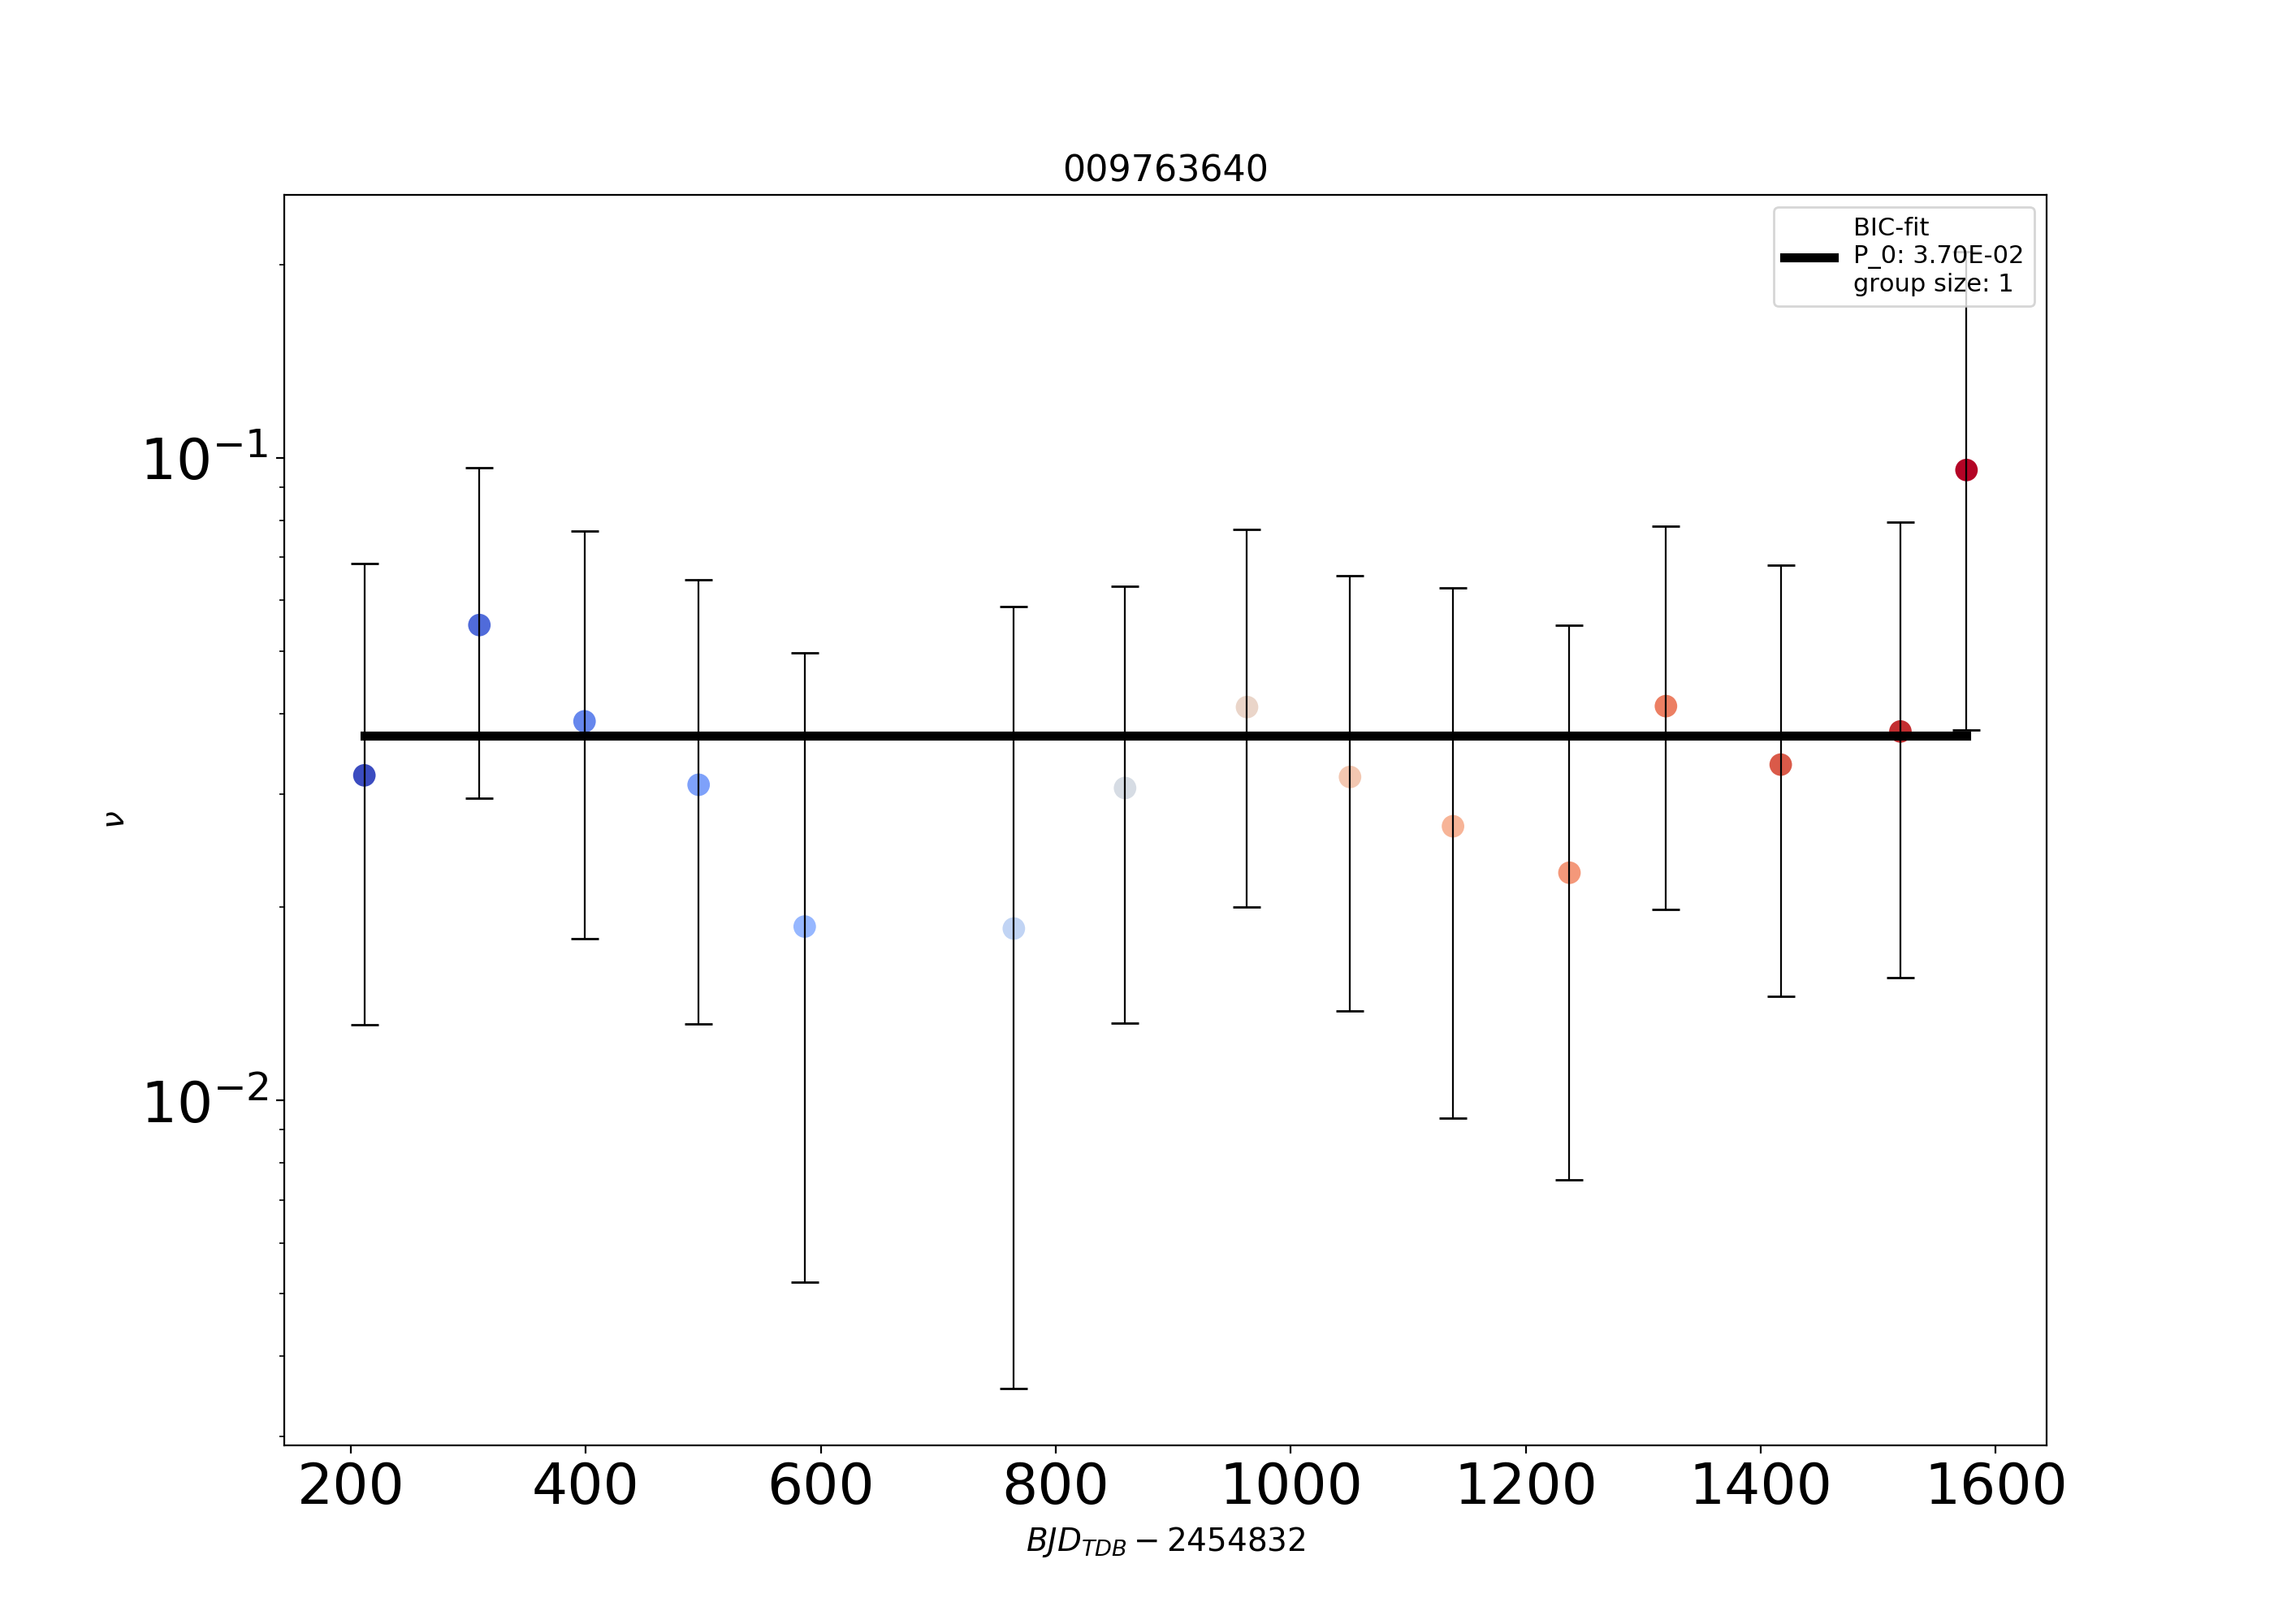 009763640
BIC-fit
P_0: 3.70E-02
group size: 1
10⁻¹
10⁻²
ν
200 400 600 800 1000 1200 1400 1600
BJD_TDB − 2454832